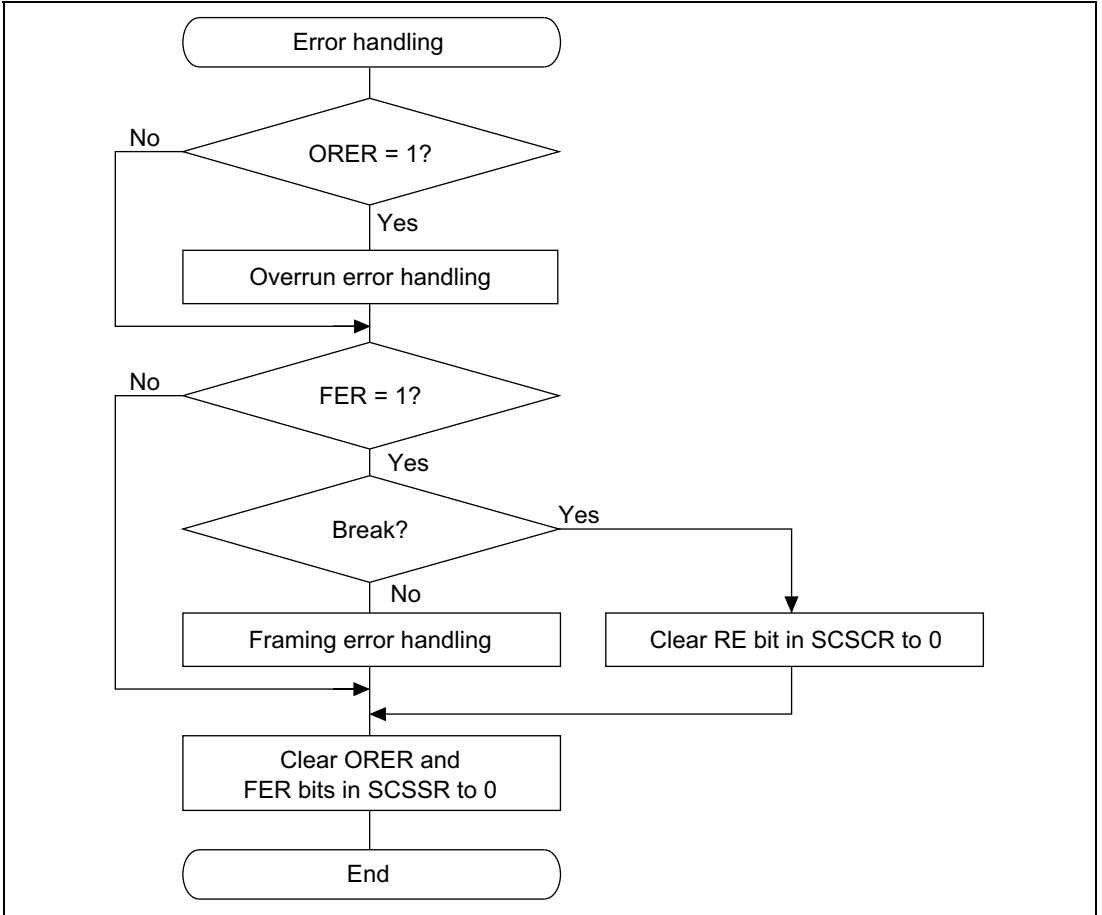 Error handling
No
ORER = 1?
Yes
Overrun error handling
No
FER = 1?
Yes
Break?
Yes
No
Framing error handling
Clear RE bit in SCSCR to 0
Clear ORER and
FER bits in SCSSR to 0
End